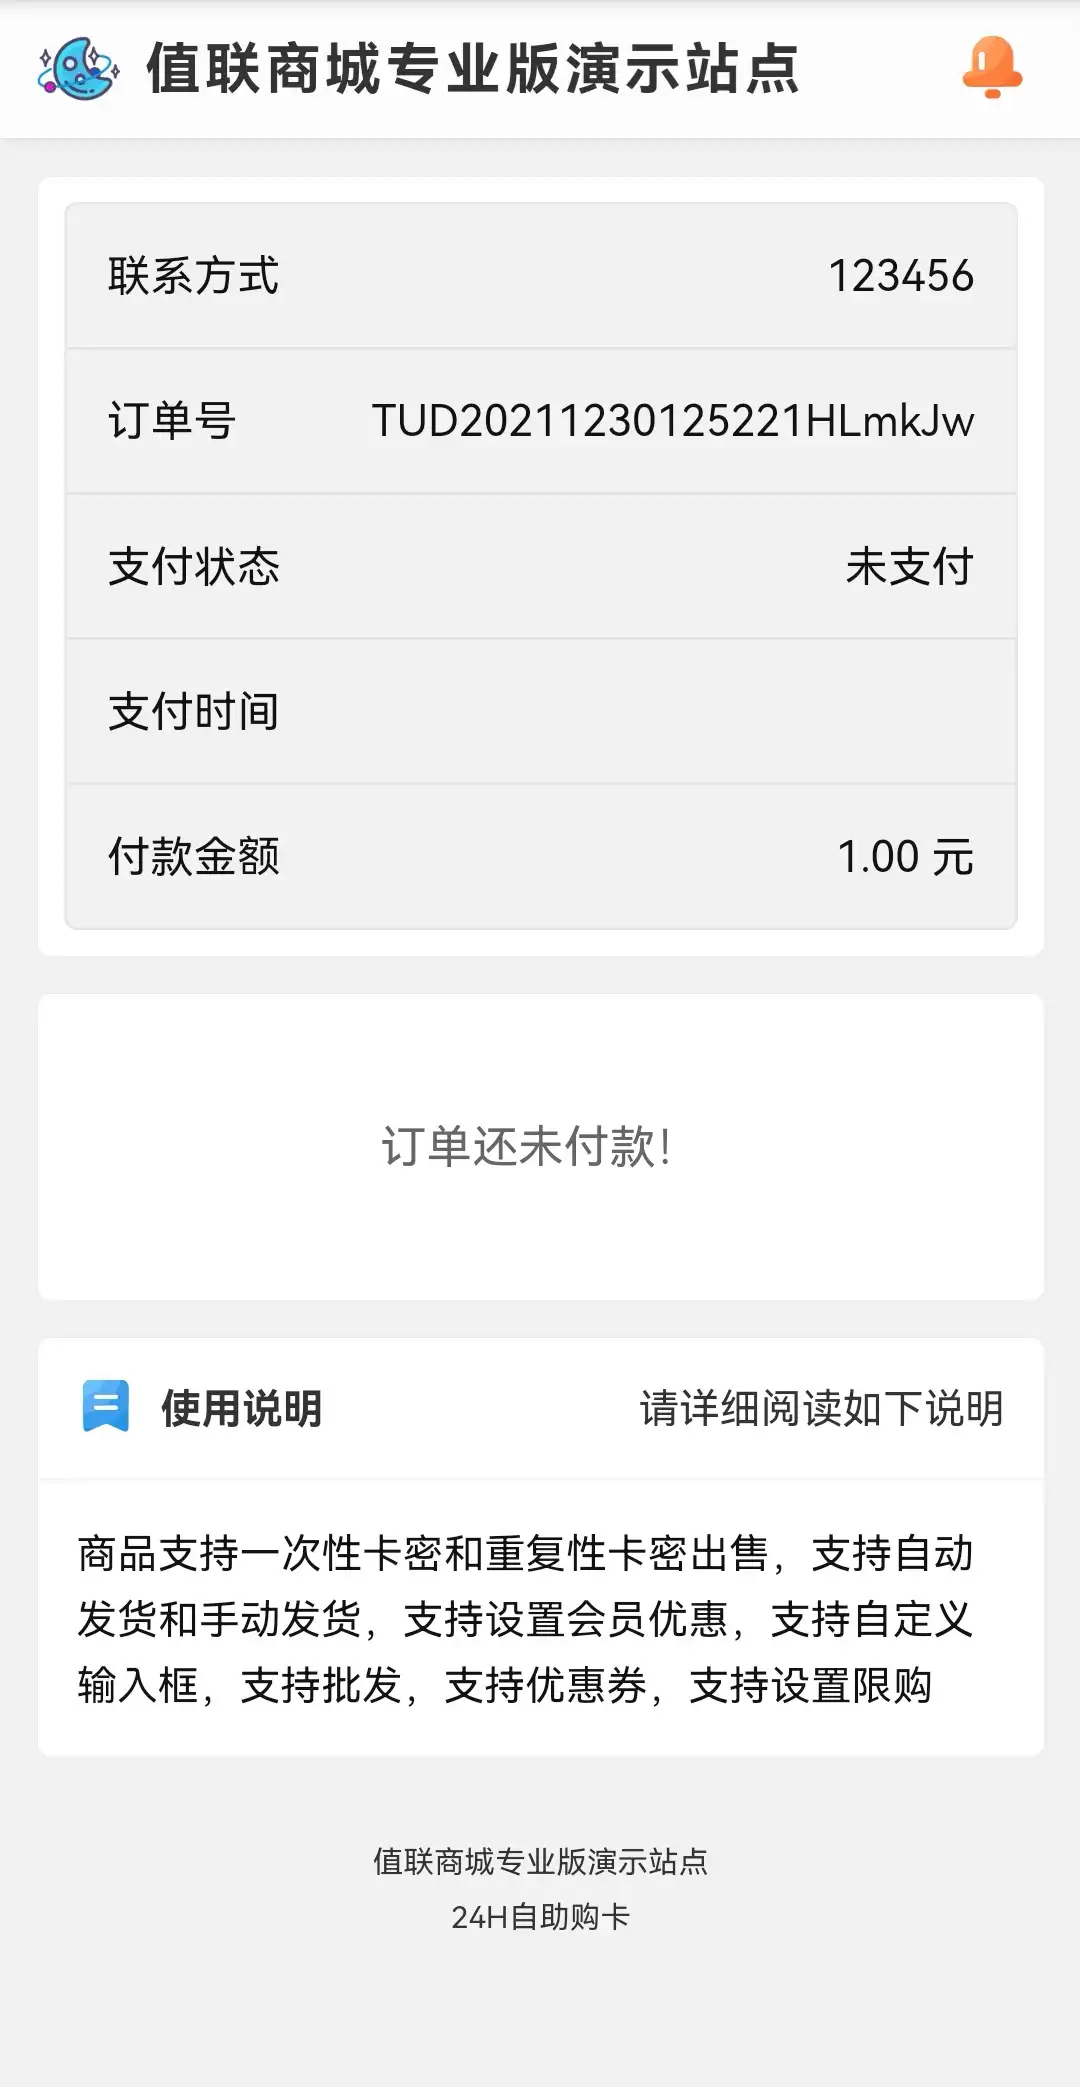 值联商城专业版演示站点
联系方式 123456
订单号 TUD20211230125221HLmkJw
支付状态 未支付
支付时间
付款金额 1.00 元
订单还未付款!
使用说明 请详细阅读如下说明
商品支持一次性卡密和重复性卡密出售，支持自动
发货和手动发货，支持设置会员优惠，支持自定义
输入框，支持批发，支持优惠券，支持设置限购
值联商城专业版演示站点
24H自助购卡